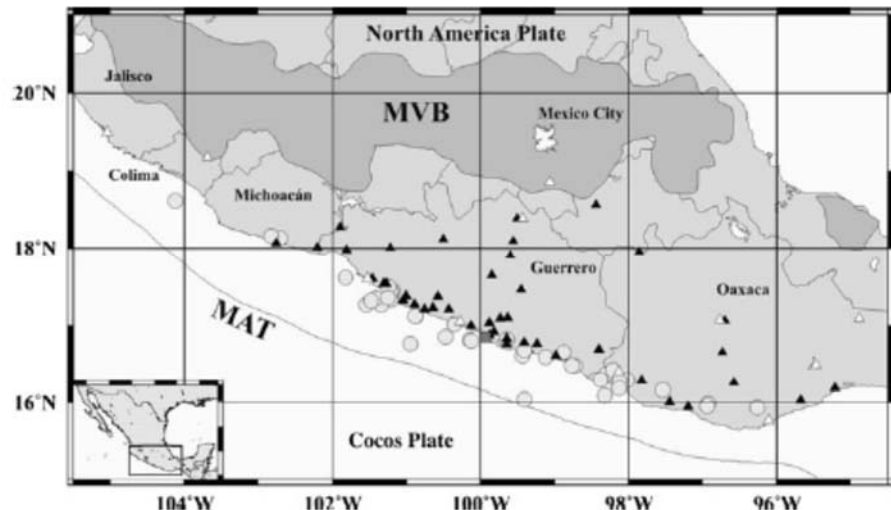 North America Plate
20°N
Jalisco
MVB
Mexico City
Colima
Michoacán
18°N
Guerrero
Oaxaca
MAT
16°N
Cocos Plate
104°W
102°W
100°W
98°W
96°W